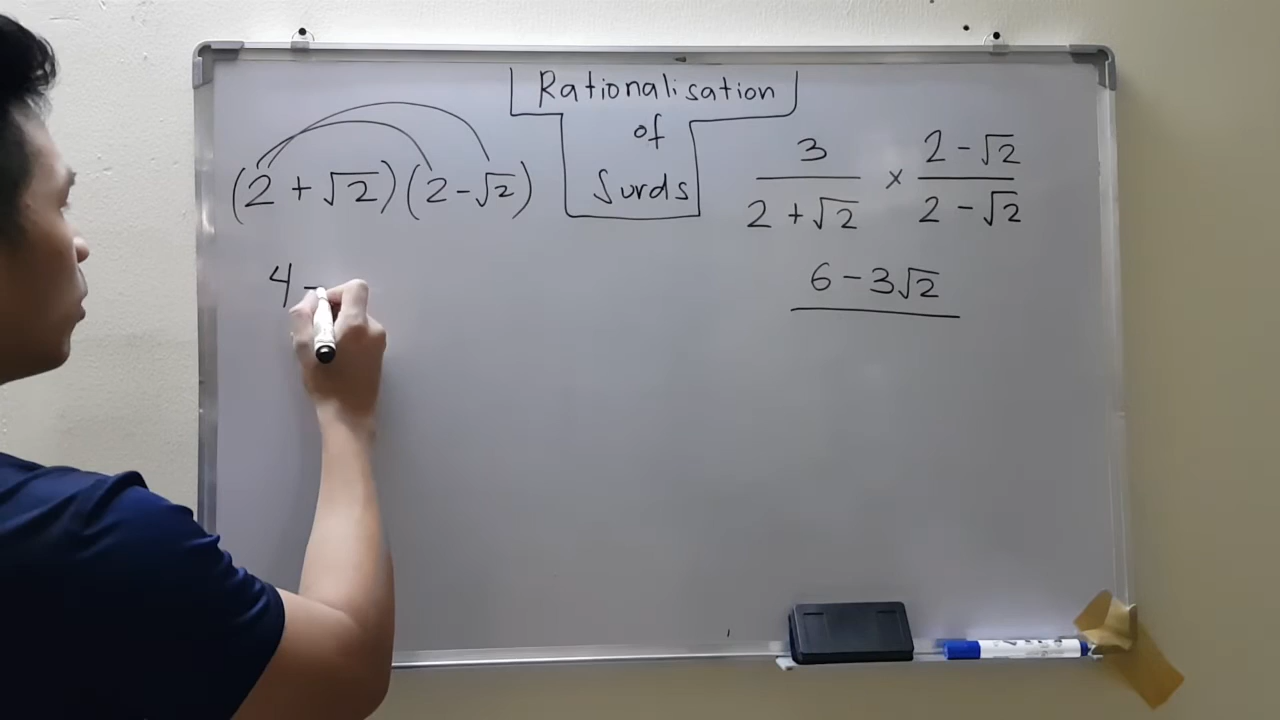 Rationalisation
of
Surds
(2 + √2)(2 - √2)
4 -
3/(2 + √2) × (2 - √2)/(2 - √2)
6 - 3√2